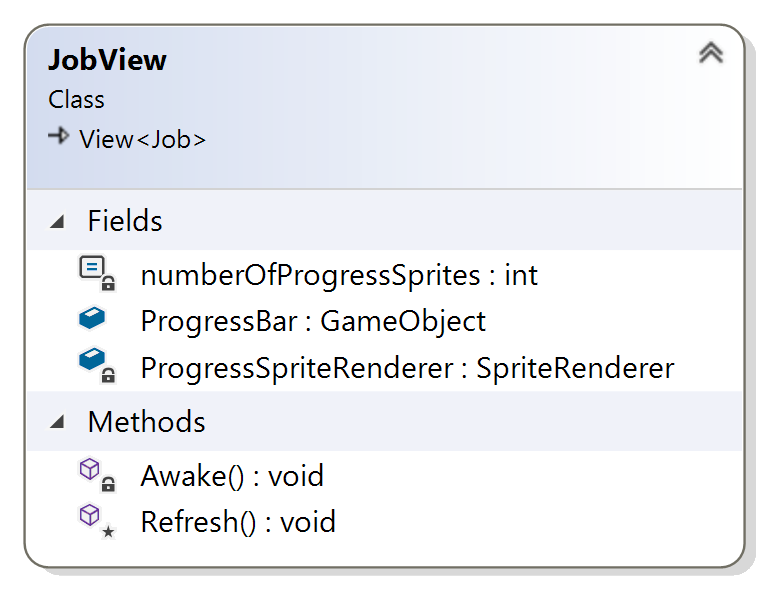 JobView
Class
View<Job>
Fields
numberOfProgressSprites : int
ProgressBar : GameObject
ProgressSpriteRenderer : SpriteRenderer
Methods
Awake() : void
Refresh() : void